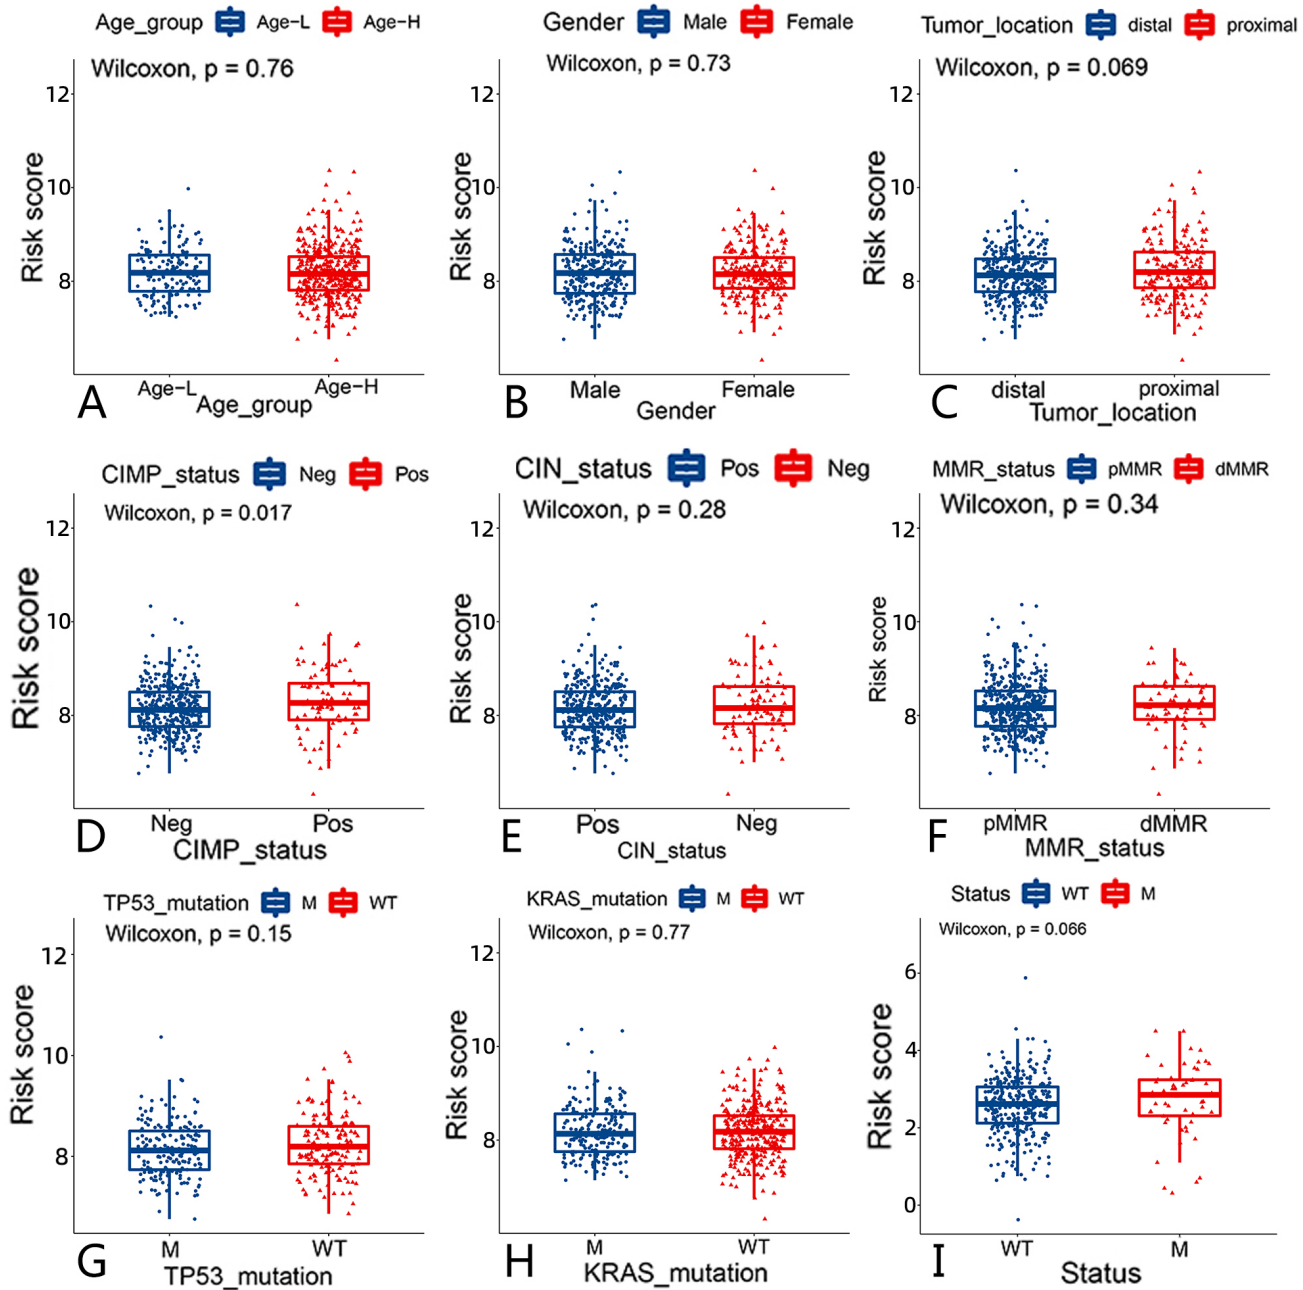 Age_group Age-L Age-H
Wilcoxon, p = 0.76
12
10
8
Risk score
Age-L Age-H
A Age_group
Gender Male Female
Wilcoxon, p = 0.73
12
10
8
Risk score
Male Female
B Gender
Tumor_location distal proximal
Wilcoxon, p = 0.069
12
10
8
Risk score
distal proximal
C Tumor_location
CIMP_status Neg Pos
Wilcoxon, p = 0.017
12
10
8
Risk score
Neg Pos
D CIMP_status
CIN_status Pos Neg
Wilcoxon, p = 0.28
12
10
8
Risk score
Pos Neg
E CIN_status
MMR_status pMMR dMMR
Wilcoxon, p = 0.34
12
10
8
Risk score
pMMR dMMR
F MMR_status
TP53_mutation M WT
Wilcoxon, p = 0.15
12
10
8
Risk score
M WT
G TP53_mutation
KRAS_mutation M WT
Wilcoxon, p = 0.77
12
10
8
Risk score
M WT
H KRAS_mutation
Status WT M
Wilcoxon, p = 0.066
6
4
2
0
Risk score
WT M
I Status